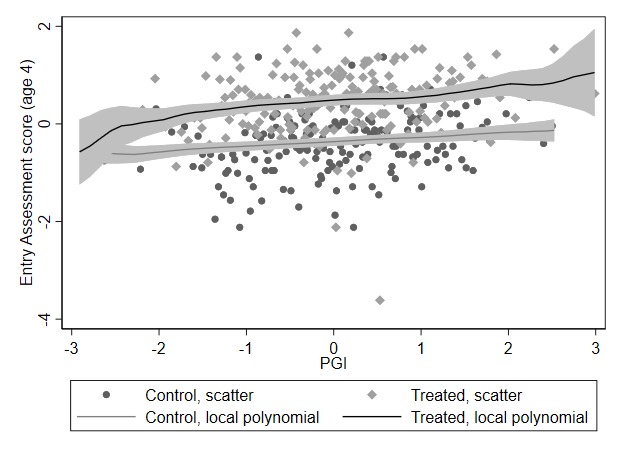 2
0
-2
-4
Entry Assessment score (age 4)
-3
-2
-1
0
1
2
3
PGI
Control, scatter
Treated, scatter
Control, local polynomial
Treated, local polynomial